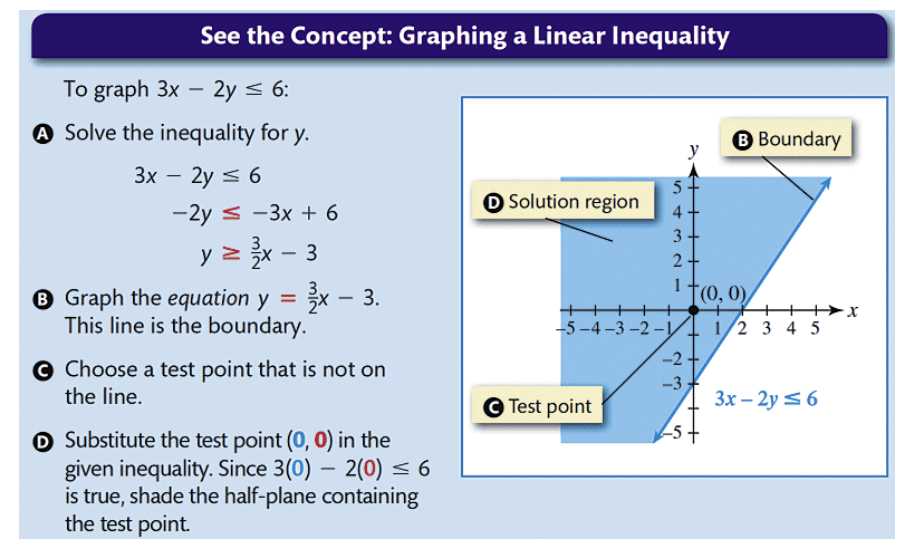 See the Concept: Graphing a Linear Inequality
To graph 3x − 2y ≤ 6:
A Solve the inequality for y.
3x − 2y ≤ 6
−2y ≤ −3x + 6
y ≥ 3/2x − 3
B Graph the equation y = 3/2x − 3.
This line is the boundary.
C Choose a test point that is not on
the line.
D Substitute the test point (0, 0) in the
given inequality. Since 3(0) − 2(0) ≤ 6
is true, shade the half-plane containing
the test point.
B Boundary
y
D Solution region
5
4
3
2
1
(0, 0)
x
−5 −4 −3 −2 −1 1 2 3 4 5
−2
−3
3x − 2y ≤ 6
C Test point
−5